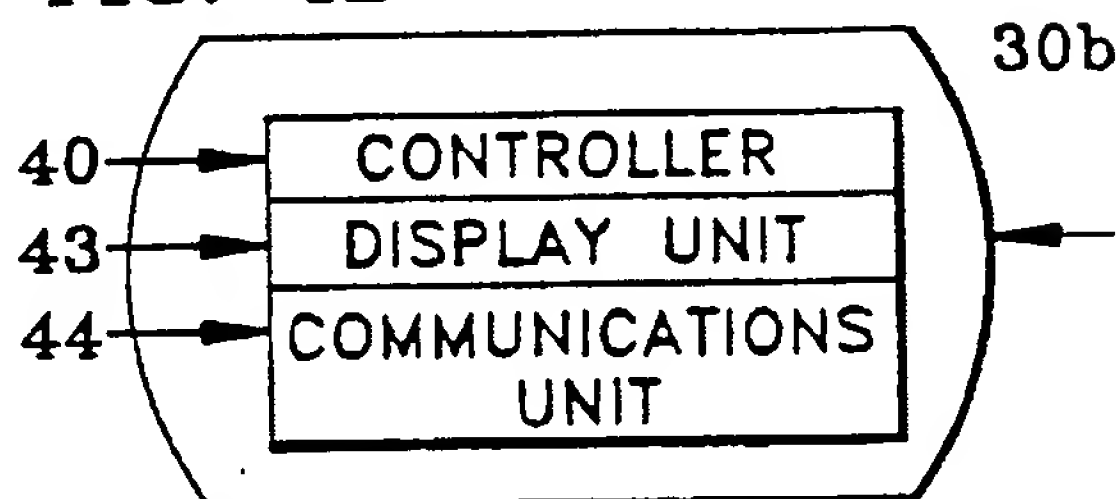 30b
40 CONTROLLER
43 DISPLAY UNIT
44 COMMUNICATIONS
UNIT